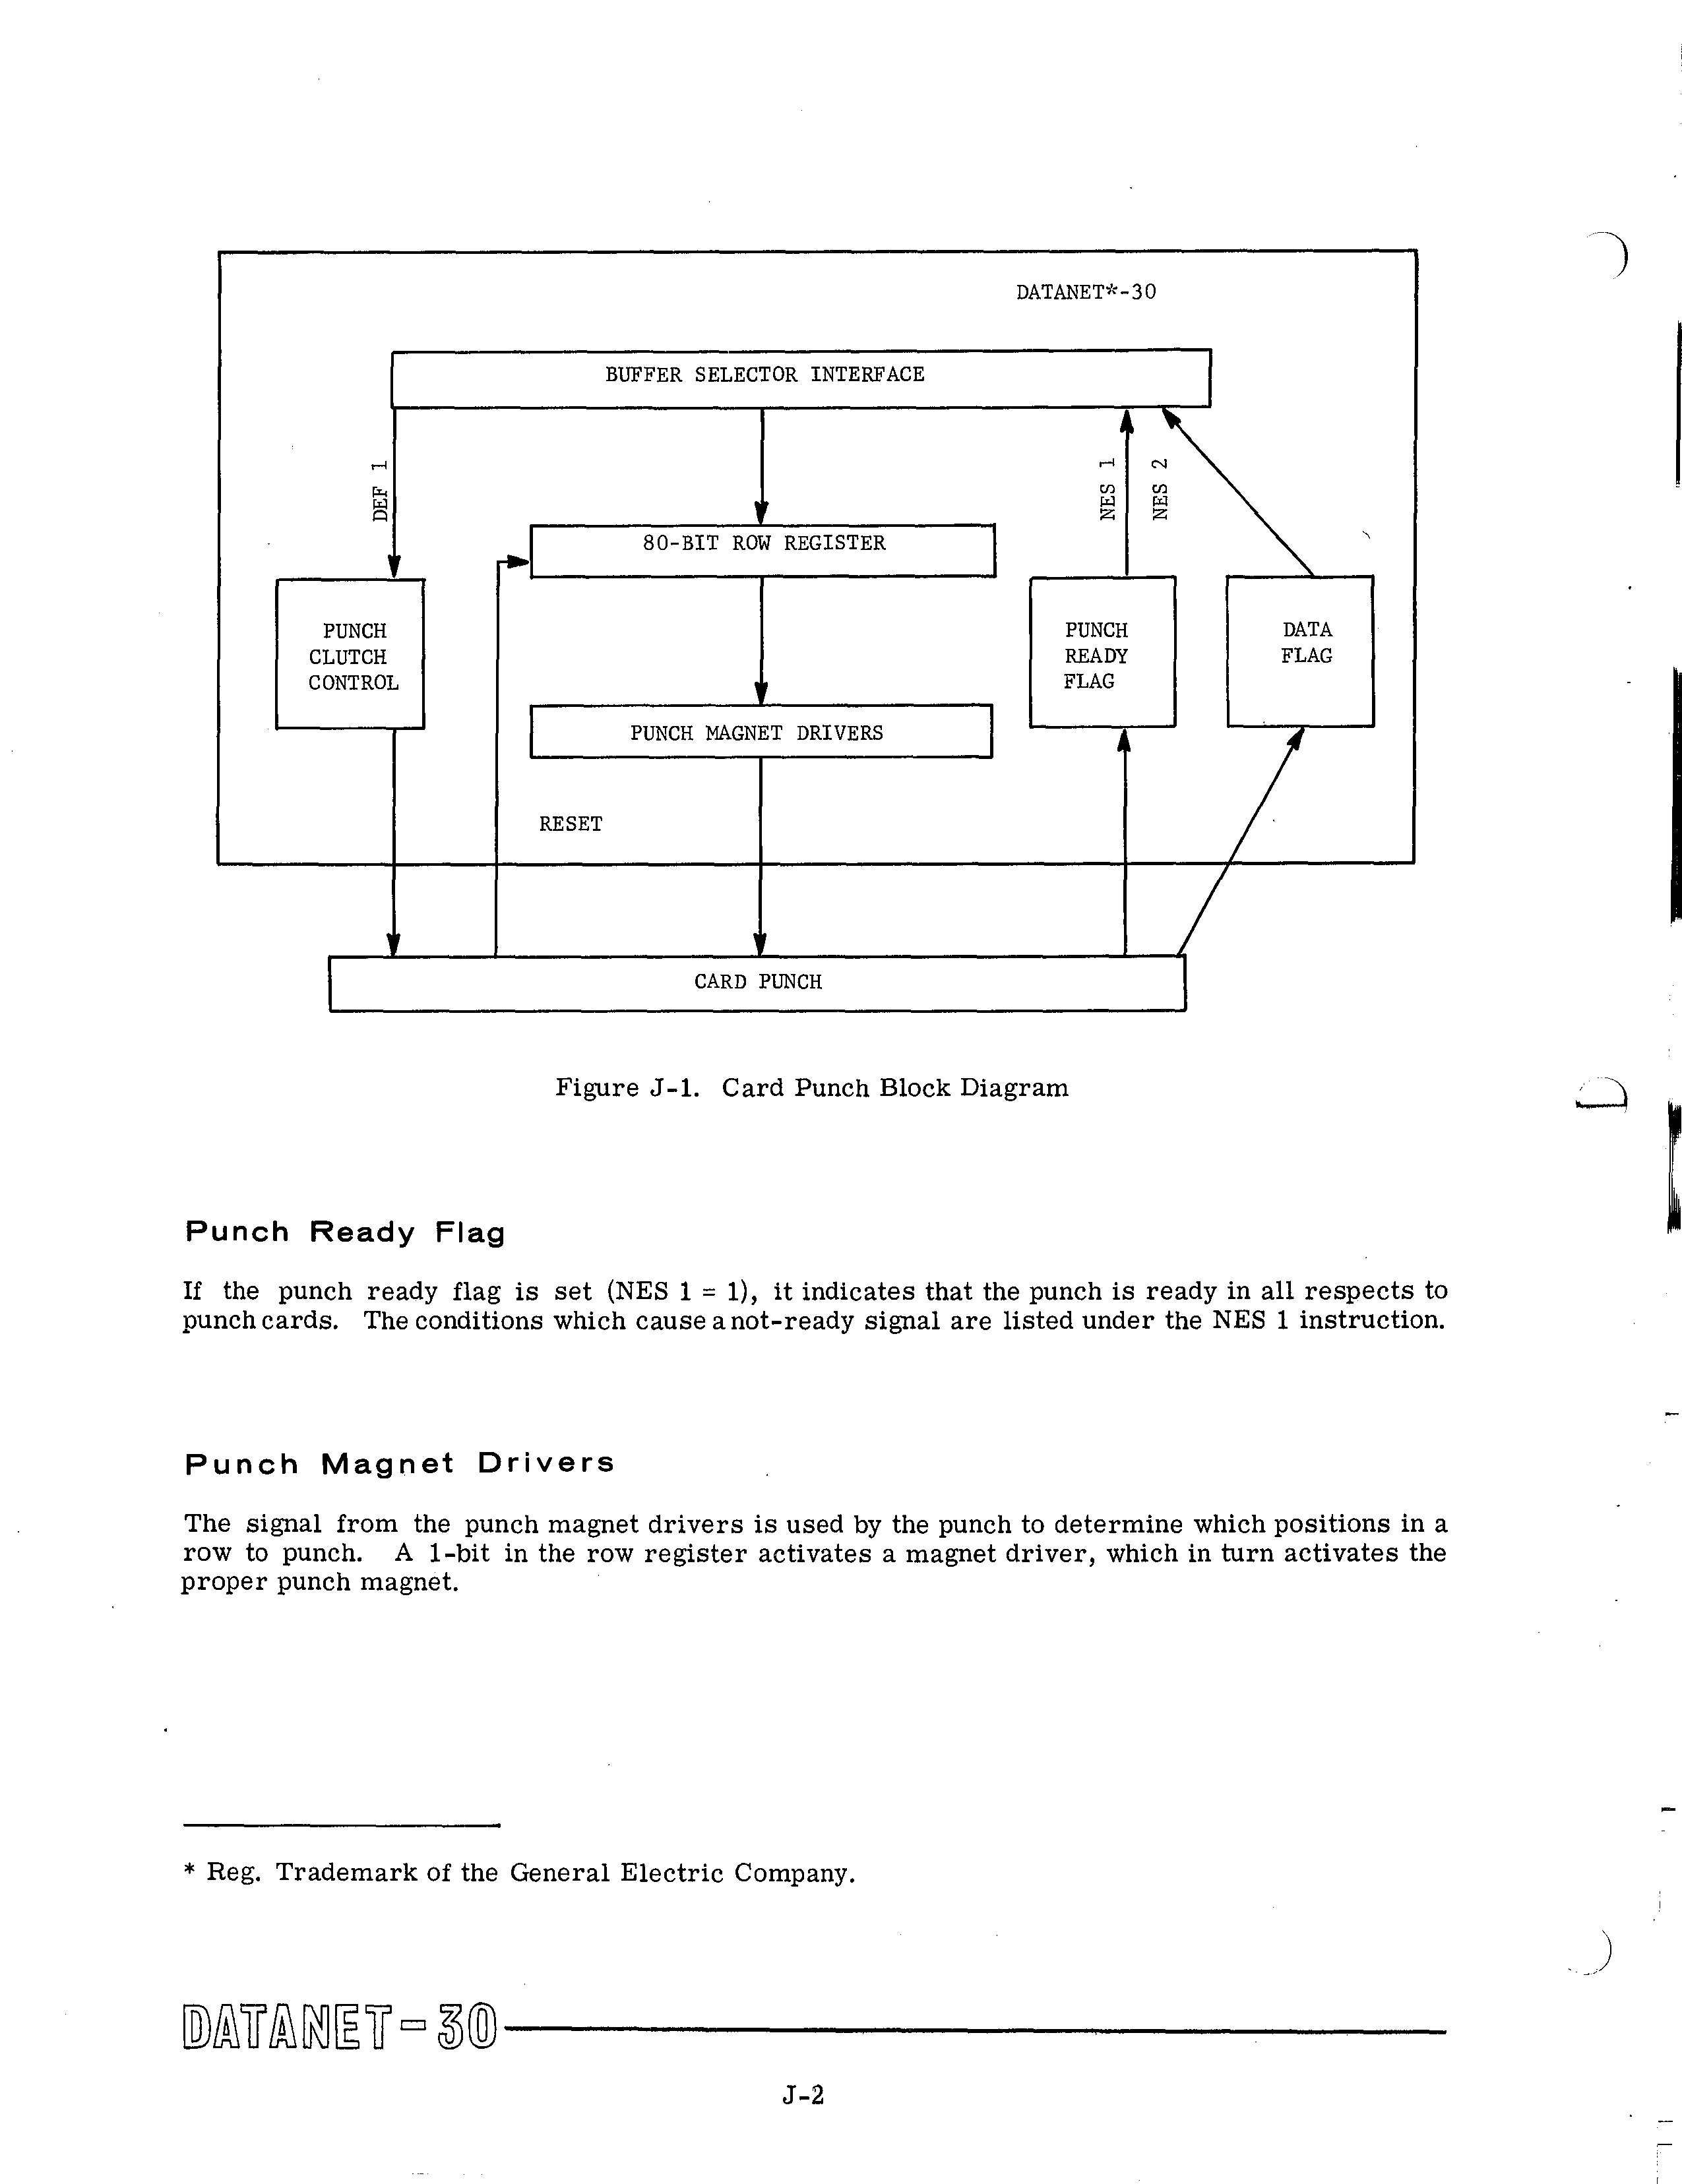 DATANET*-30
BUFFER SELECTOR INTERFACE
DEF 1
NES 1
NES 2
80-BIT ROW REGISTER
PUNCH
CLUTCH
CONTROL
PUNCH
READY
FLAG
DATA
FLAG
PUNCH MAGNET DRIVERS
RESET
CARD PUNCH
Figure J-1. Card Punch Block Diagram
Punch Ready Flag
If the punch ready flag is set (NES 1 = 1), it indicates that the punch is ready in all respects to
punch cards. The conditions which cause a not-ready signal are listed under the NES 1 instruction.
Punch Magnet Drivers
The signal from the punch magnet drivers is used by the punch to determine which positions in a
row to punch. A 1-bit in the row register activates a magnet driver, which in turn activates the
proper punch magnet.
* Reg. Trademark of the General Electric Company.
DATANET-30
J-2